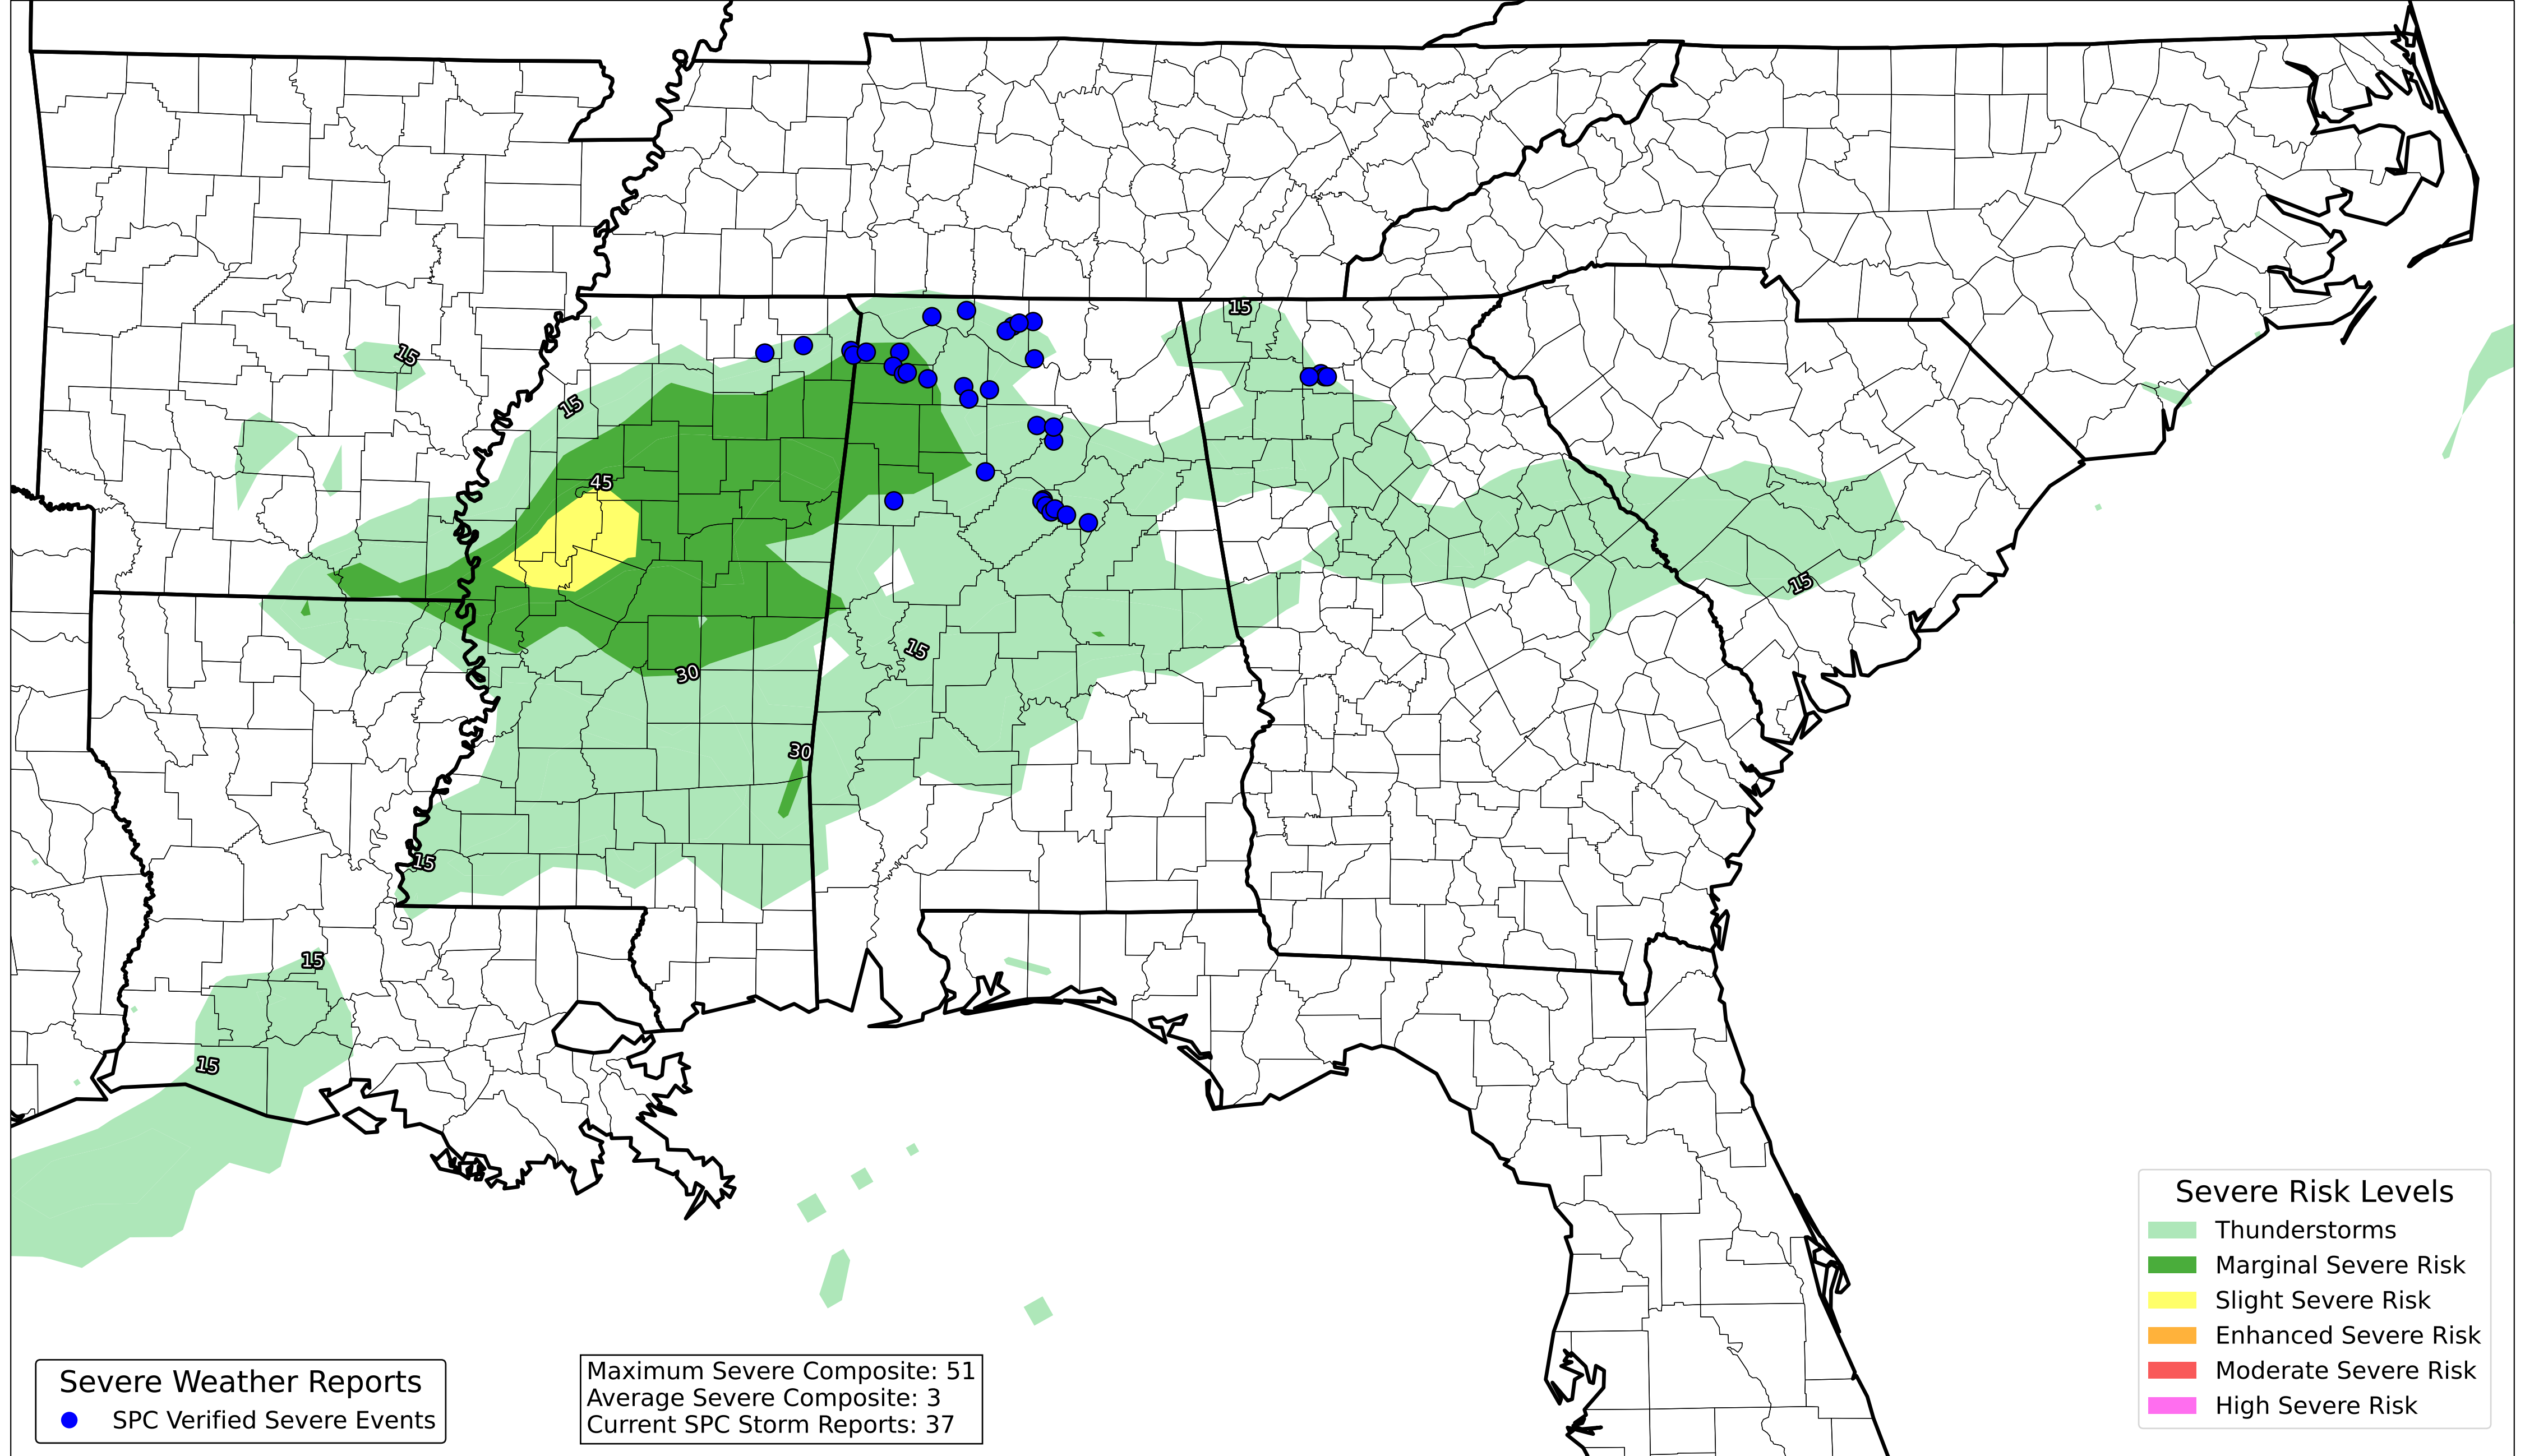 15
15
15
45
30
15
30
15
15
15
15
Severe Weather Reports
SPC Verified Severe Events
Maximum Severe Composite: 51
Average Severe Composite: 3
Current SPC Storm Reports: 37
Severe Risk Levels
Thunderstorms
Marginal Severe Risk
Slight Severe Risk
Enhanced Severe Risk
Moderate Severe Risk
High Severe Risk